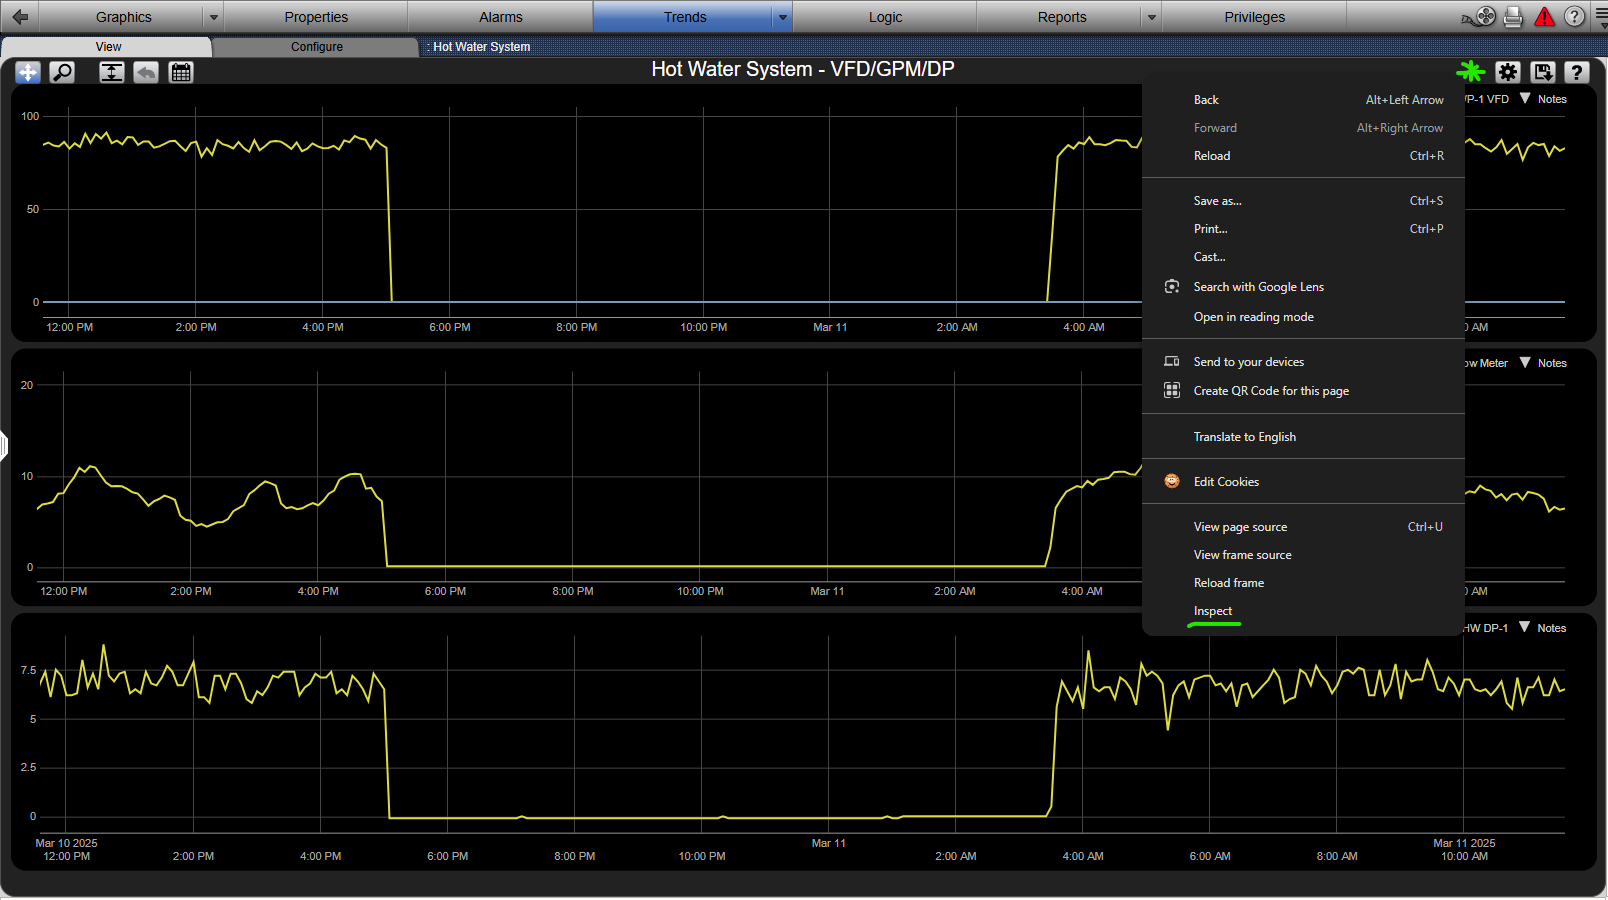 Graphics Properties Alarms Trends Logic Reports Privileges
View Configure : Hot Water System
Hot Water System - VFD/GPM/DP
Back Alt+Left Arrow
Forward Alt+Right Arrow
Reload Ctrl+R
Save as... Ctrl+S
Print... Ctrl+P
Cast...
Search with Google Lens
Open in reading mode
Send to your devices
Create QR Code for this page
Translate to English
Edit Cookies
View page source Ctrl+U
View frame source
Reload frame
Inspect
P-1 VFD Notes
100
50
0
12:00 PM 2:00 PM 4:00 PM 6:00 PM 8:00 PM 10:00 PM Mar 11 2:00 AM 4:00 AM 0 AM
ow Meter Notes
20
10
0
12:00 PM 2:00 PM 4:00 PM 6:00 PM 8:00 PM 10:00 PM Mar 11 2:00 AM 4:00 AM 0 AM
HW DP-1 Notes
7.5
5
2.5
0
Mar 10 2025 Mar 11 Mar 11 2025
12:00 PM 2:00 PM 4:00 PM 6:00 PM 8:00 PM 10:00 PM 2:00 AM 4:00 AM 6:00 AM 8:00 AM 10:00 AM